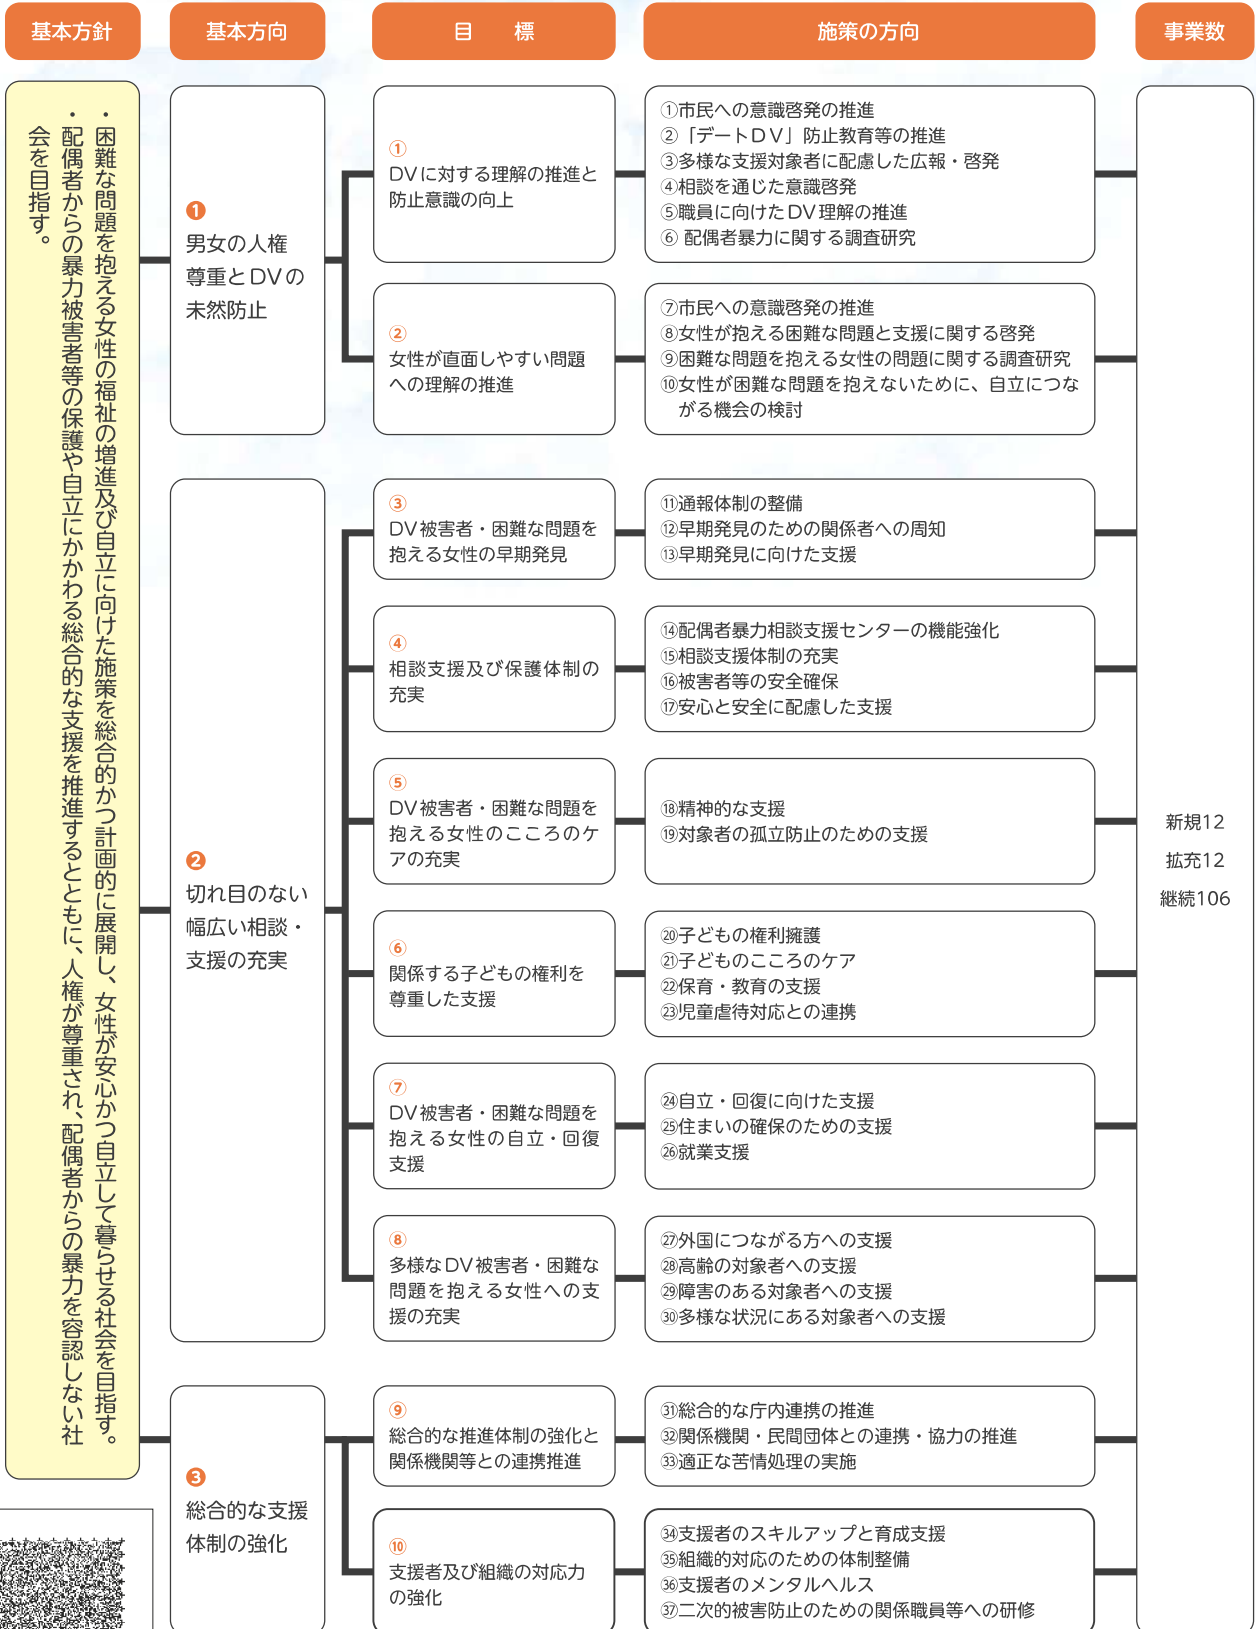 基本方針
基本方向
目　標
施策の方向
事業数
・困難な問題を抱える女性の福祉の増進及び自立に向けた施策を総合的かつ計画的に展開し、女性が安心かつ自立して暮らせる社会を目指す。
・配偶者からの暴力被害者等の保護や自立にかかわる総合的な支援を推進するとともに、人権が尊重され、配偶者からの暴力を容認しない社
会を目指す。
❶
男女の人権
尊重とDVの
未然防止
①
DVに対する理解の推進と
防止意識の向上
①市民への意識啓発の推進
②「デートDV」防止教育等の推進
③多様な支援対象者に配慮した広報・啓発
④相談を通じた意識啓発
⑤職員に向けたDV理解の推進
⑥ 配偶者暴力に関する調査研究
②
女性が直面しやすい問題
への理解の推進
⑦市民への意識啓発の推進
⑧女性が抱える困難な問題と支援に関する啓発
⑨困難な問題を抱える女性の問題に関する調査研究
⑩女性が困難な問題を抱えないために、自立につな
がる機会の検討
❷
切れ目のない
幅広い相談・
支援の充実
③
DV被害者・困難な問題を
抱える女性の早期発見
⑪通報体制の整備
⑫早期発見のための関係者への周知
⑬早期発見に向けた支援
④
相談支援及び保護体制の
充実
⑭配偶者暴力相談支援センターの機能強化
⑮相談支援体制の充実
⑯被害者等の安全確保
⑰安心と安全に配慮した支援
⑤
DV被害者・困難な問題を
抱える女性のこころのケ
アの充実
⑱精神的な支援
⑲対象者の孤立防止のための支援
⑥
関係する子どもの権利を
尊重した支援
⑳子どもの権利擁護
㉑子どものこころのケア
㉒保育・教育の支援
㉓児童虐待対応との連携
⑦
DV被害者・困難な問題を
抱える女性の自立・回復
支援
㉔自立・回復に向けた支援
㉕住まいの確保のための支援
㉖就業支援
⑧
多様なDV被害者・困難な
問題を抱える女性への支
援の充実
㉗外国につながる方への支援
㉘高齢の対象者への支援
㉙障害のある対象者への支援
㉚多様な状況にある対象者への支援
❸
総合的な支援
体制の強化
⑨
総合的な推進体制の強化と
関係機関等との連携推進
㉛総合的な庁内連携の推進
㉜関係機関・民間団体との連携・協力の推進
㉝適正な苦情処理の実施
⑩
支援者及び組織の対応力
の強化
㉞支援者のスキルアップと育成支援
㉟組織的対応のための体制整備
㊱支援者のメンタルヘルス
㊲二次的被害防止のための関係職員等への研修
新規12
拡充12
継続106